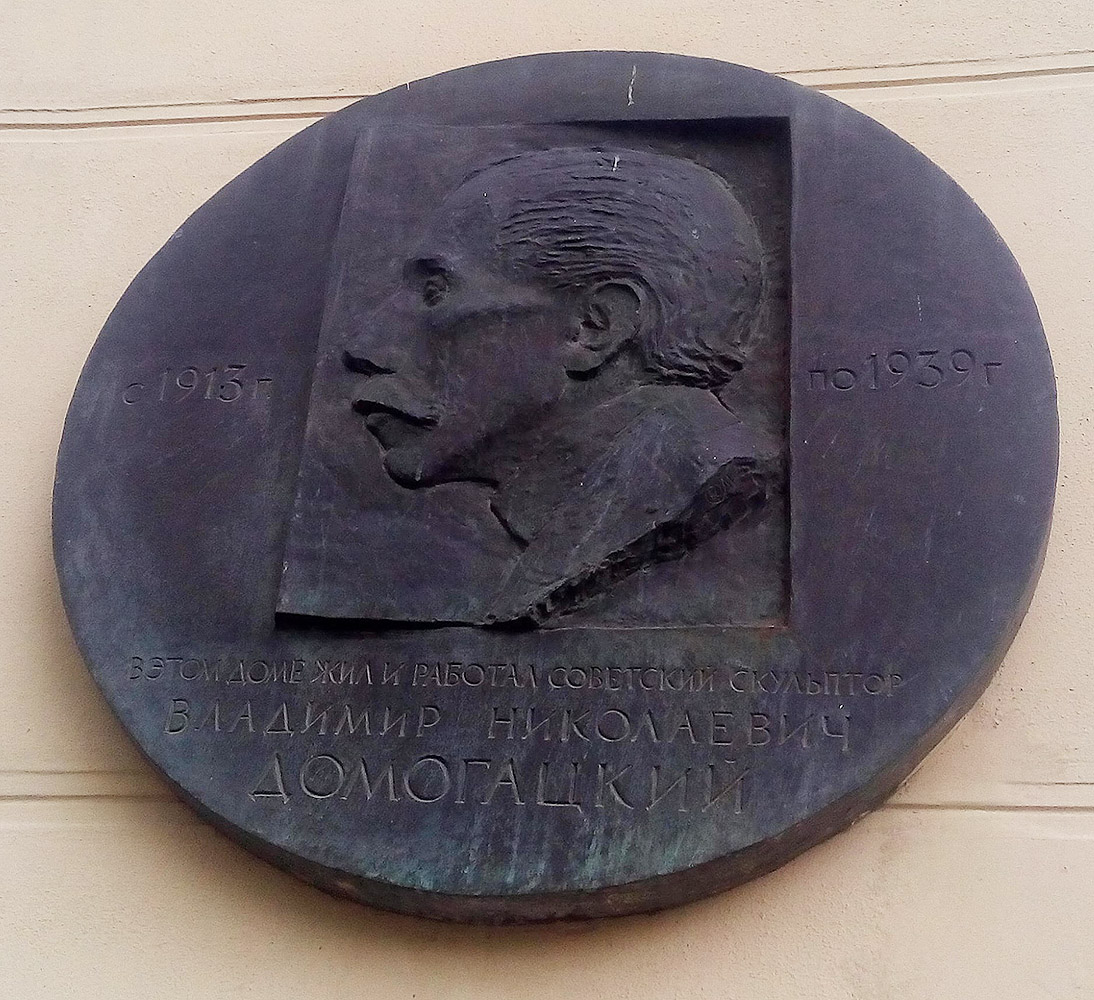 с 1913 г.
по 1939 г
В ЭТОМ ДОМЕ ЖИЛ И РАБОТАЛ СОВЕТСКИЙ СКУЛЬПТОР
ВЛАДИМИР НИКОЛАЕВИЧ
ДОМОГАЦКИЙ